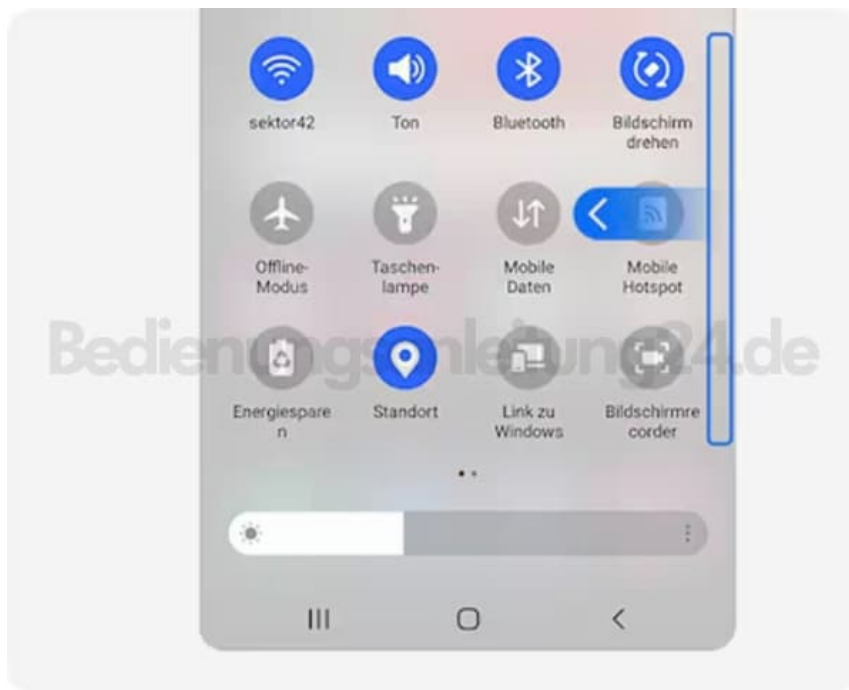 sektor42
Ton
Bluetooth
Bildschirm
drehen
Offline-
Modus
Taschen-
lampe
Mobile
Daten
Mobile
Hotspot
Bedienungsanleitung24.de
Energiespare
n
Standort
Link zu
Windows
Bildschirmre
corder